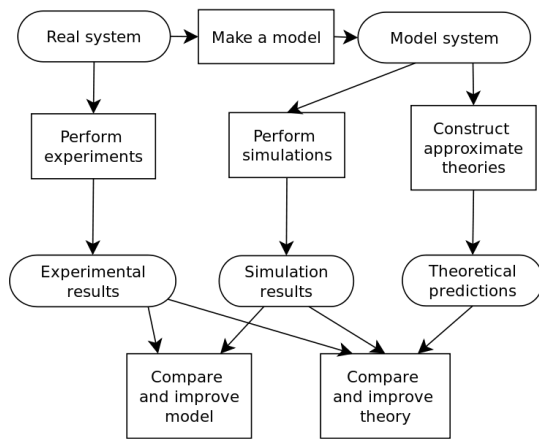 Real system
Make a model
Model system
Perform
experiments
Perform
simulations
Construct
approximate
theories
Experimental
results
Simulation
results
Theoretical
predictions
Compare
and improve
model
Compare
and improve
theory